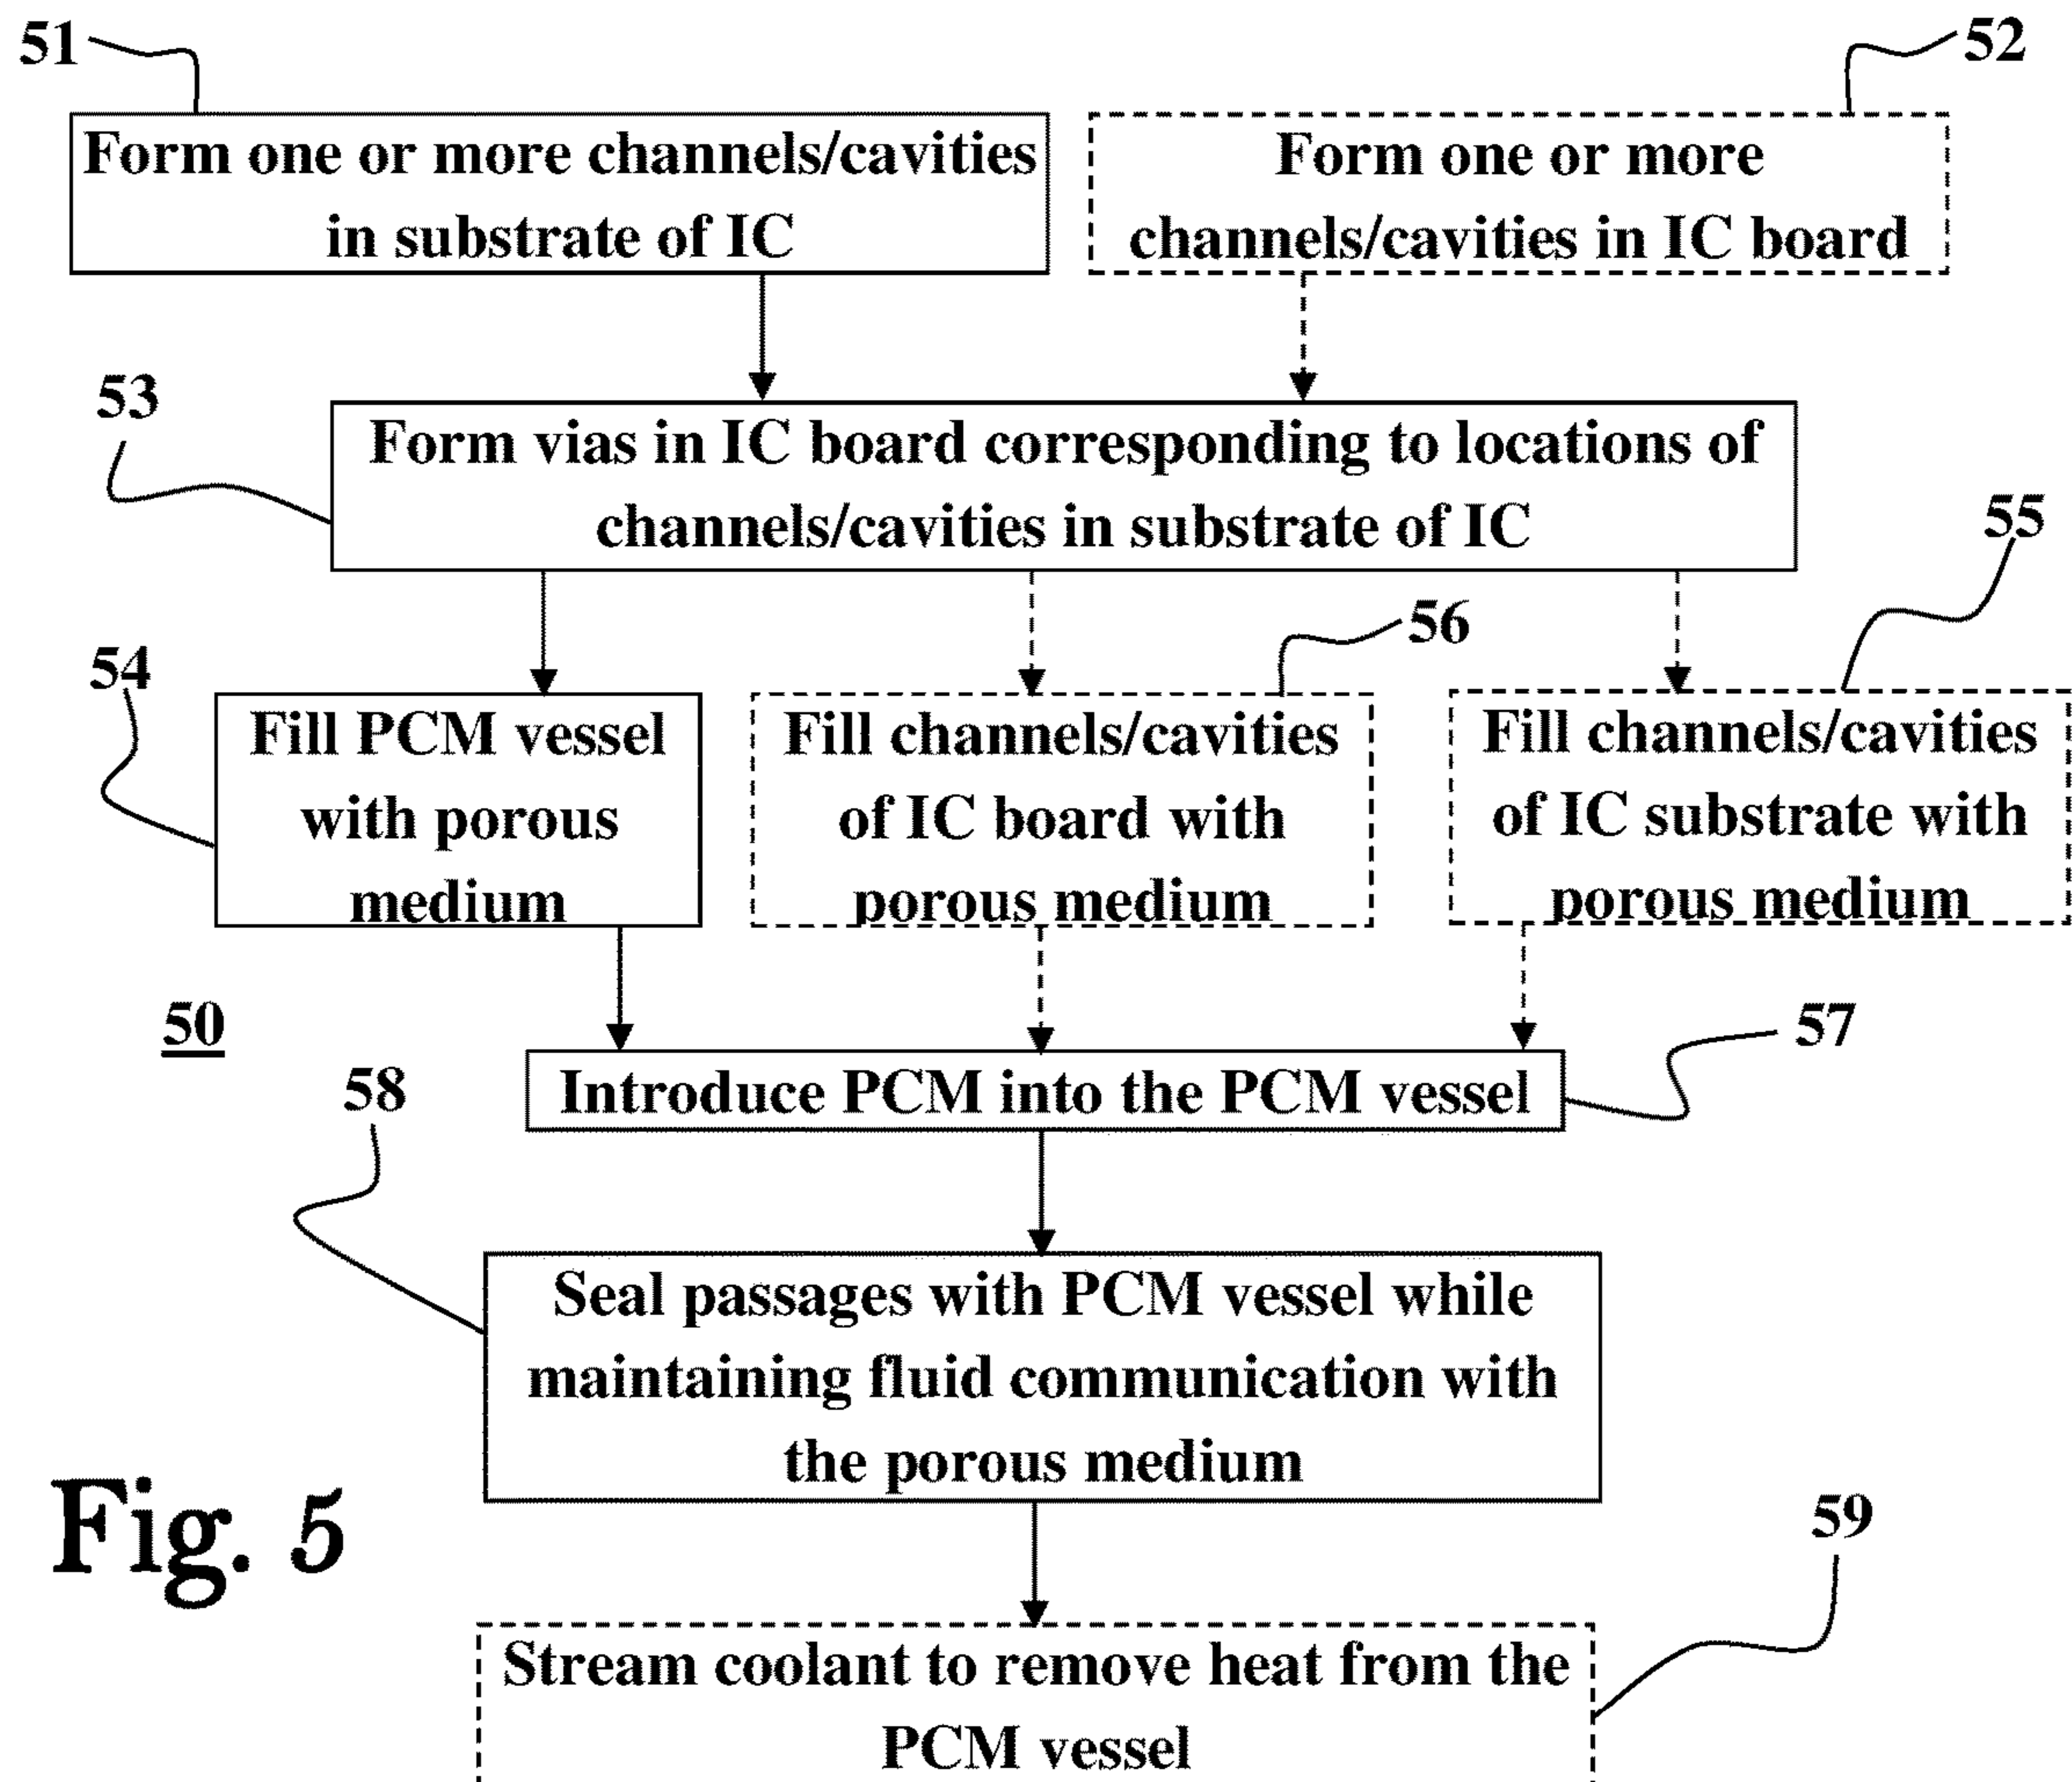 51
52
Form one or more channels/cavities
in substrate of IC
Form one or more
channels/cavities in IC board
53
Form vias in IC board corresponding to locations of
channels/cavities in substrate of IC
55
56
54
Fill PCM vessel
with porous
medium
Fill channels/cavities
of IC board with
porous medium
Fill channels/cavities
of IC substrate with
porous medium
50
57
58
Introduce PCM into the PCM vessel
Seal passages with PCM vessel while
maintaining fluid communication with
the porous medium
Fig. 5
59
Stream coolant to remove heat from the
PCM vessel